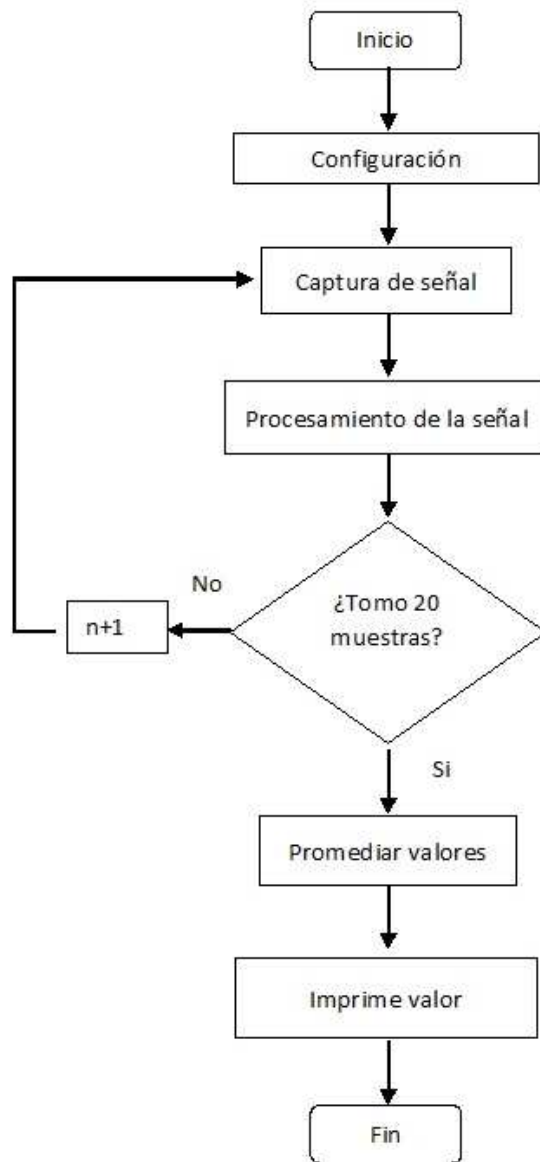 Inicio
Configuración
Captura de señal
Procesamiento de la señal
¿Tomo 20
muestras?
No
n+1
Si
Promediar valores
Imprime valor
Fin